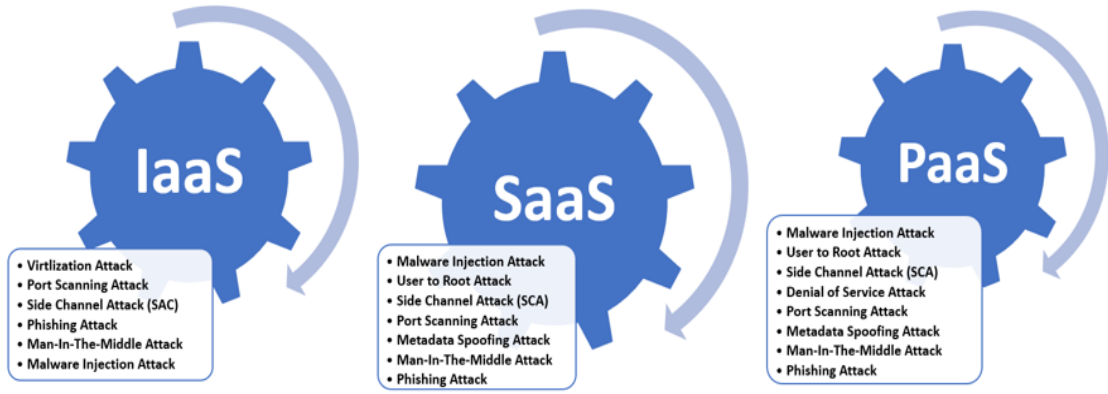 IaaS
• Virtlization Attack
• Port Scanning Attack
• Side Channel Attack (SAC)
• Phishing Attack
• Man-In-The-Middle Attack
• Malware Injection Attack
SaaS
• Malware Injection Attack
• User to Root Attack
• Side Channel Attack (SCA)
• Port Scanning Attack
• Metadata Spoofing Attack
• Man-In-The-Middle Attack
• Phishing Attack
PaaS
• Malware Injection Attack
• User to Root Attack
• Side Channel Attack (SCA)
• Denial of Service Attack
• Port Scanning Attack
• Metadata Spoofing Attack
• Man-In-The-Middle Attack
• Phishing Attack